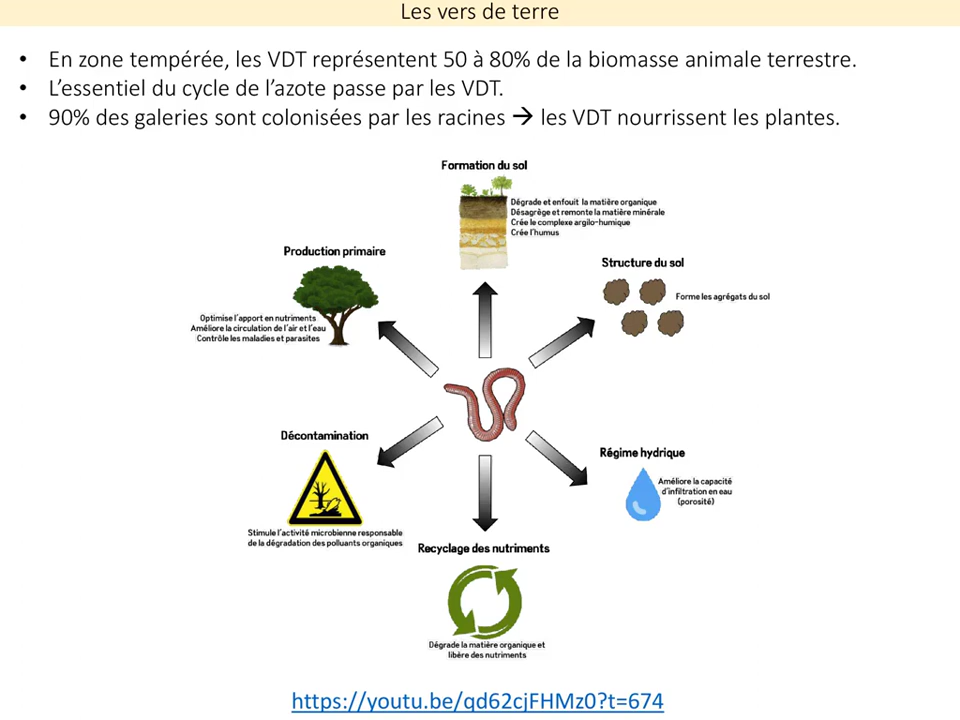 Les vers de terre
• En zone tempérée, les VDT représentent 50 à 80% de la biomasse animale terrestre.
• L'essentiel du cycle de l'azote passe par les VDT.
• 90% des galeries sont colonisées par les racines → les VDT nourrissent les plantes.
Formation du sol
Dégrade et enfouit la matière organique
Désagrège et remonte la matière minérale
Crée le complexe argilo-humique
Crée l'humus
Production primaire
Optimise l'apport en nutriments
Améliore la circulation de l'air et l'eau
Contrôle les maladies et parasites
Structure du sol
Forme les agrégats du sol
Décontamination
Stimule l'activité microbienne responsable
de la dégradation des polluants organiques
Régime hydrique
Améliore la capacité
d'infiltration en eau
(porosité)
Recyclage des nutriments
Dégrade la matière organique et
libère des nutriments
https://youtu.be/qd62cjFHMz0?t=674